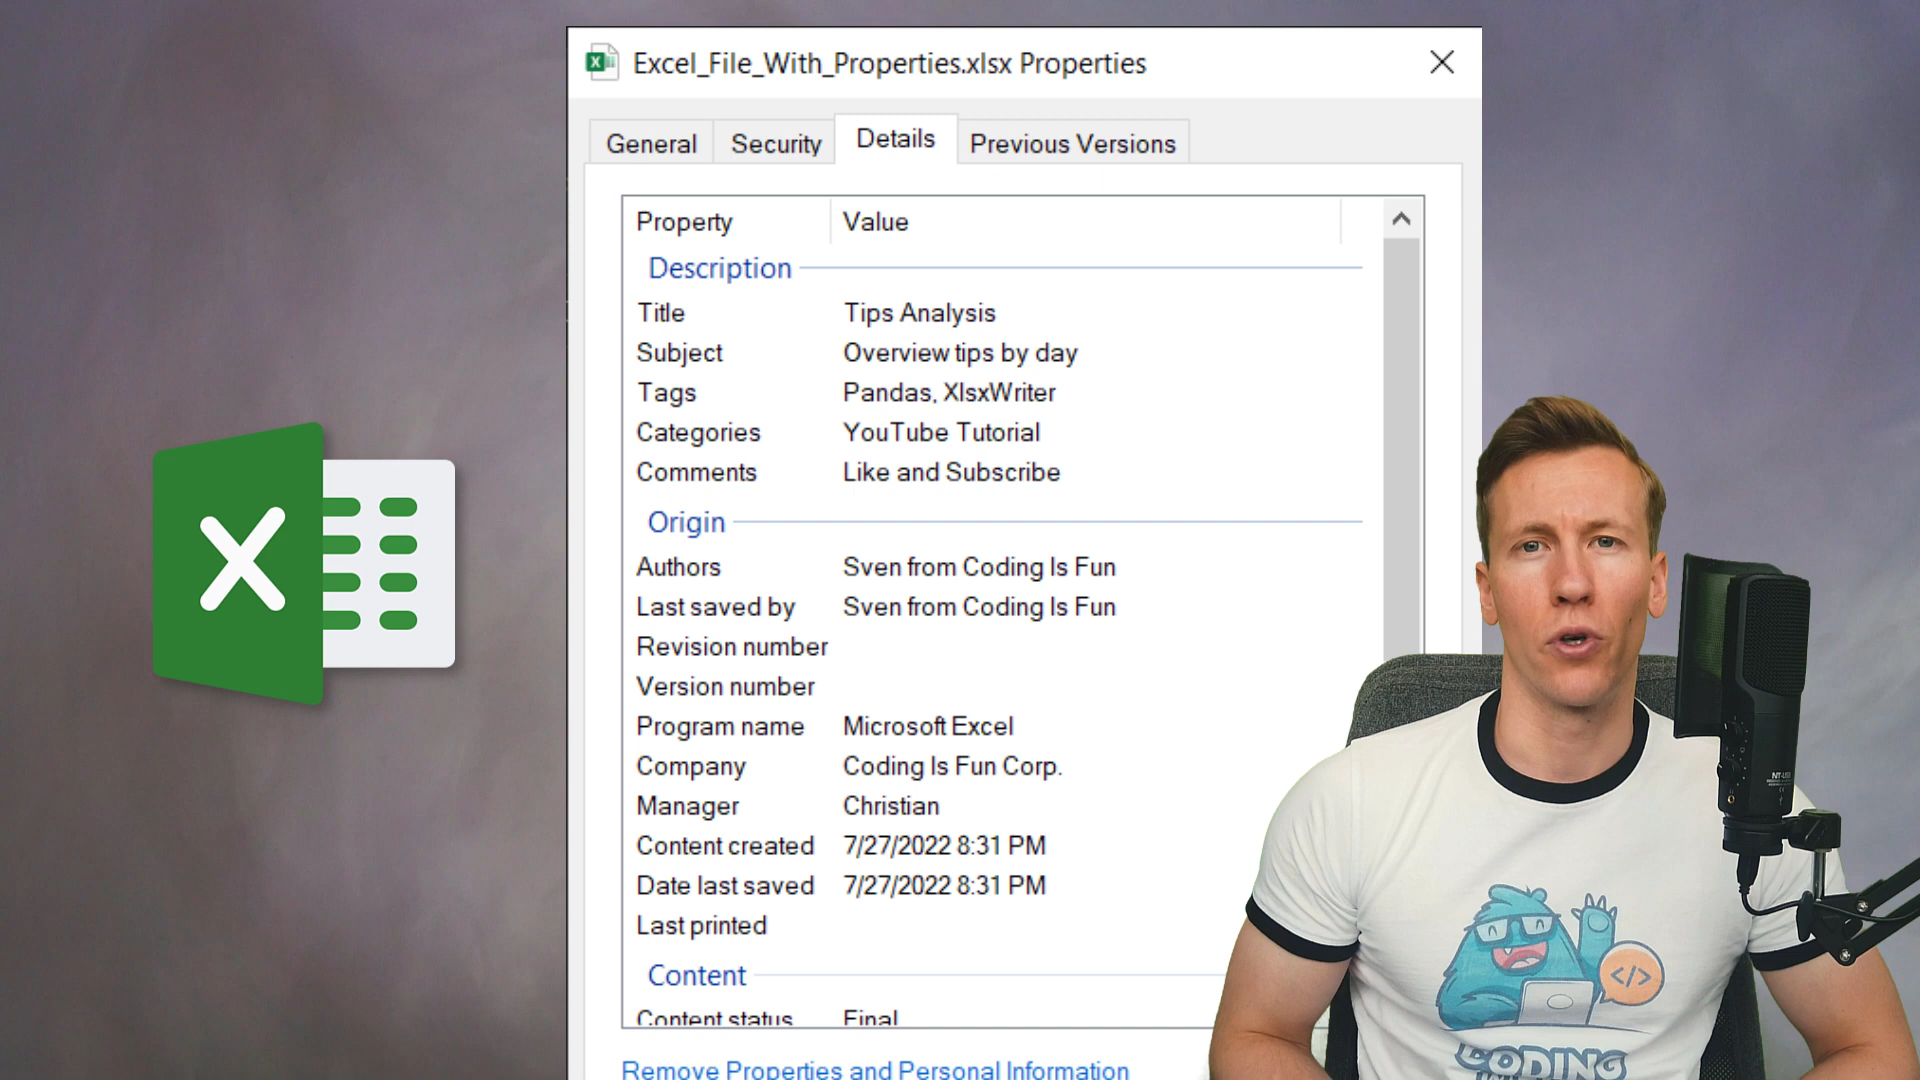 Excel_File_With_Properties.xlsx Properties
General Security Details Previous Versions
Property Value
Description
Title Tips Analysis
Subject Overview tips by day
Tags Pandas, XlsxWriter
Categories YouTube Tutorial
Comments Like and Subscribe
Origin
Authors Sven from Coding Is Fun
Last saved by Sven from Coding Is Fun
Revision number
Version number
Program name Microsoft Excel
Company Coding Is Fun Corp.
Manager Christian
Content created 7/27/2022 8:31 PM
Date last saved 7/27/2022 8:31 PM
Last printed
Content
Content status Final
Remove Properties and Personal Information
X
NT-USB
</>
CODING